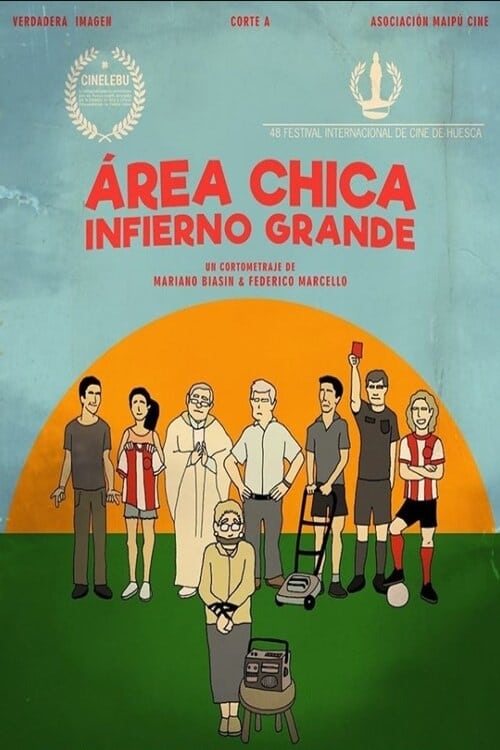 VERDADERA IMAGEN
CORTE A
ASOCIACIÓN MAIPÚ CINE
CINELEBU
48 FESTIVAL INTERNACIONAL DE CINE DE HUESCA
ÁREA CHICA
INFIERNO GRANDE
UN CORTOMETRAJE DE
MARIANO BIASIN & FEDERICO MARCELLO